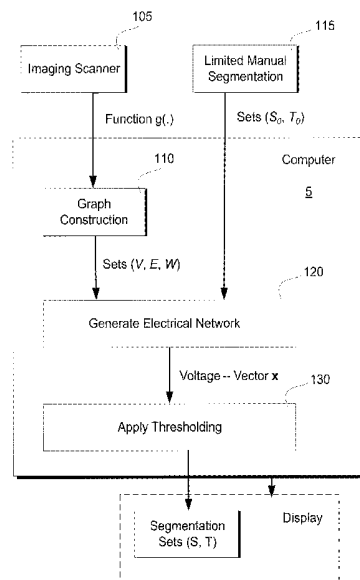 105
115
Imaging Scanner
Limited Manual
Segmentation
Function g(.)
Sets (S0, T0)
Computer
5
110
Graph
Construction
Sets (V, E, W)
120
Generate Electrical Network
Voltage -- Vector x
130
Apply Thresholding
Display
Segmentation
Sets (S, T)